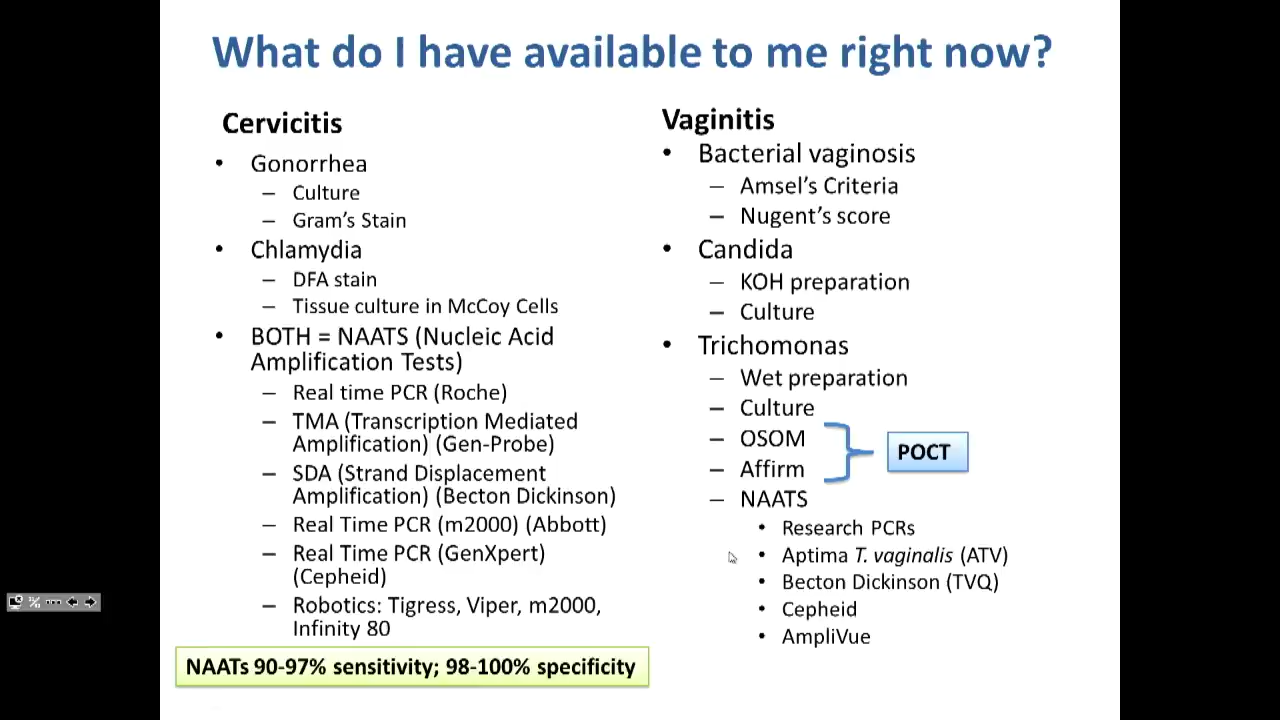 What do I have available to me right now?
Cervicitis
• Gonorrhea
– Culture
– Gram's Stain
• Chlamydia
– DFA stain
– Tissue culture in McCoy Cells
• BOTH = NAATS (Nucleic Acid
Amplification Tests)
– Real time PCR (Roche)
– TMA (Transcription Mediated
Amplification) (Gen-Probe)
– SDA (Strand Displacement
Amplification) (Becton Dickinson)
– Real Time PCR (m2000) (Abbott)
– Real Time PCR (GenXpert)
(Cepheid)
– Robotics: Tigress, Viper, m2000,
Infinity 80
NAATs 90-97% sensitivity; 98-100% specificity
Vaginitis
• Bacterial vaginosis
– Amsel's Criteria
– Nugent's score
• Candida
– KOH preparation
– Culture
• Trichomonas
– Wet preparation
– Culture
– OSOM
– Affirm
POCT
– NAATS
• Research PCRs
• Aptima T. vaginalis (ATV)
• Becton Dickinson (TVQ)
• Cepheid
• AmpliVue